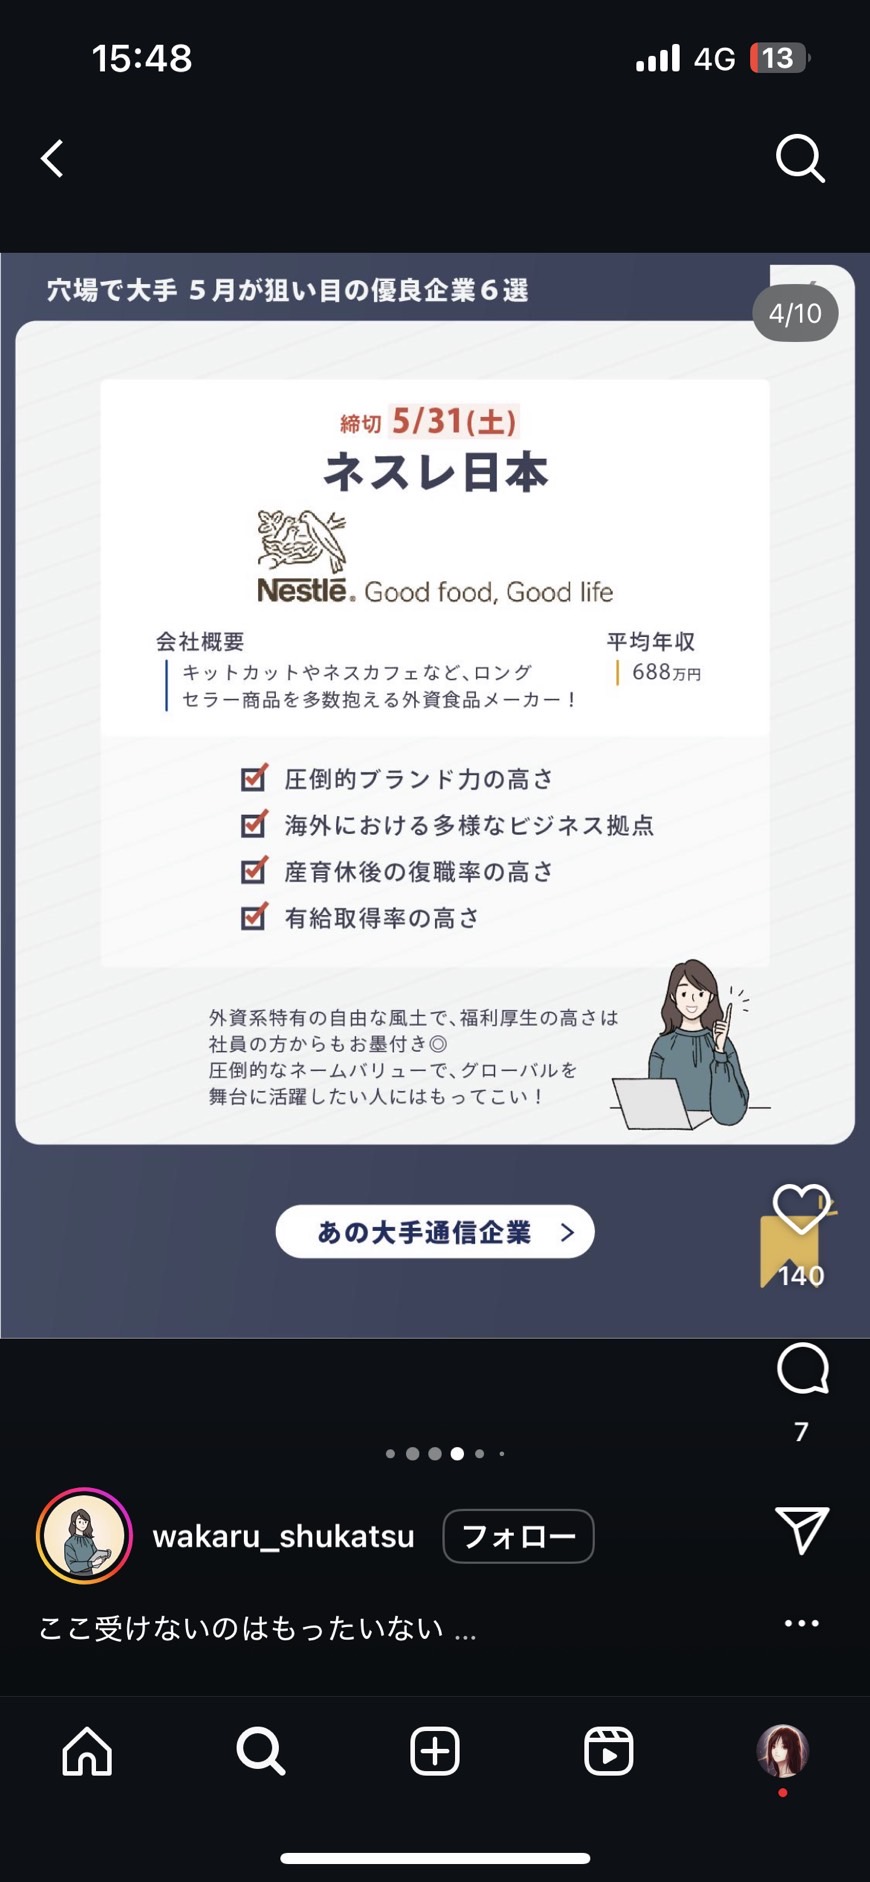 15:48
4G
13
穴場で大手 5月が狙い目の優良企業6選
4/10
締切 5/31(土)
ネスレ日本
Nestlé. Good food, Good life
会社概要
平均年収
キットカットやネスカフェなど、ロング
セラー商品を多数抱える外資食品メーカー!
688万円
圧倒的ブランド力の高さ
海外における多様なビジネス拠点
産育休後の復職率の高さ
有給取得率の高さ
外資系特有の自由な風土で、福利厚生の高さは
社員の方からもお墨付き◎
圧倒的なネームバリューで、グローバルを
舞台に活躍したい人にはもってこい!
あの大手通信企業 >
140
7
wakaru_shukatsu
フォロー
ここ受けないのはもったいない ...